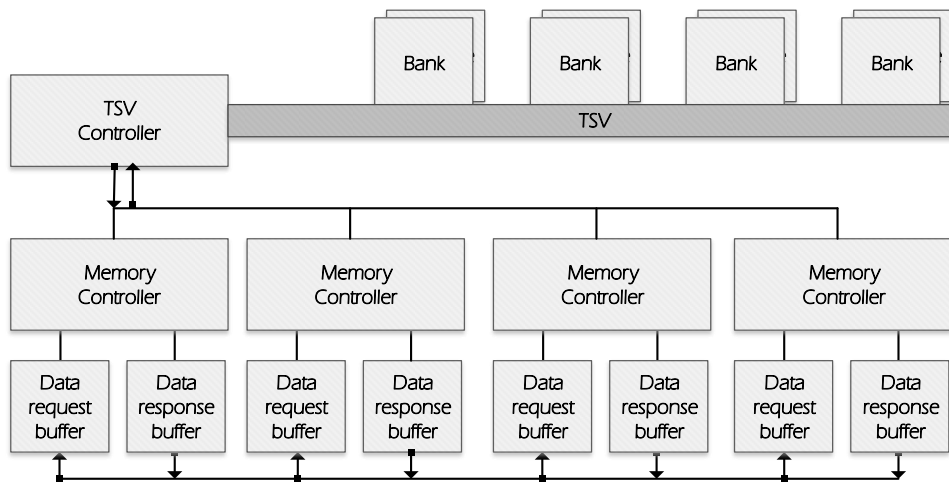 Bank
Bank
Bank
Bank
TSV
Controller
TSV
Memory
Controller
Memory
Controller
Memory
Controller
Memory
Controller
Data
request
buffer
Data
response
buffer
Data
request
buffer
Data
response
buffer
Data
request
buffer
Data
response
buffer
Data
request
buffer
Data
response
buffer